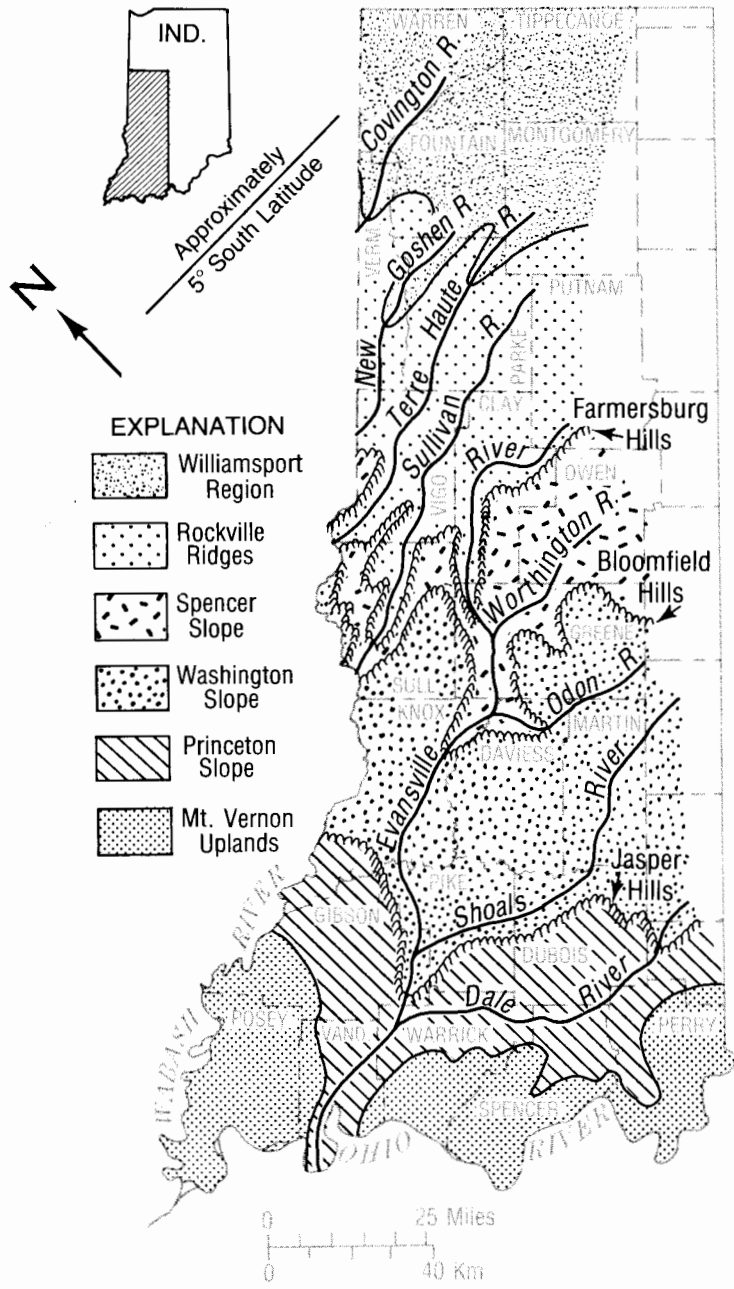 IND.
Approximately
5° South Latitude
N
EXPLANATION
Williamsport
Region
Rockville
Ridges
Spencer
Slope
Washington
Slope
Princeton
Slope
Mt. Vernon
Uplands
WARREN
TIPPECANOE
Covington R.
FOUNTAIN
MONTGOMERY
VERM
Goshen R
Terre Haute R.
New
PUTNAM
PARKE
Sullivan R.
CLAY
VIGO
River
Farmersburg
Hills
OWEN
Worthington R.
Bloomfield
Hills
GREENE
SULL
KNOX
Odon R.
MARTIN
DAVIESS
Evansville
River
PIKE
Shoals
Jasper
Hills
GIBSON
DUBOIS
Dale River
POSEY
VAND
WARRICK
PERRY
SPENCER
WABASH RIVER
OHIO RIVER
0 25 Miles
0 40 Km